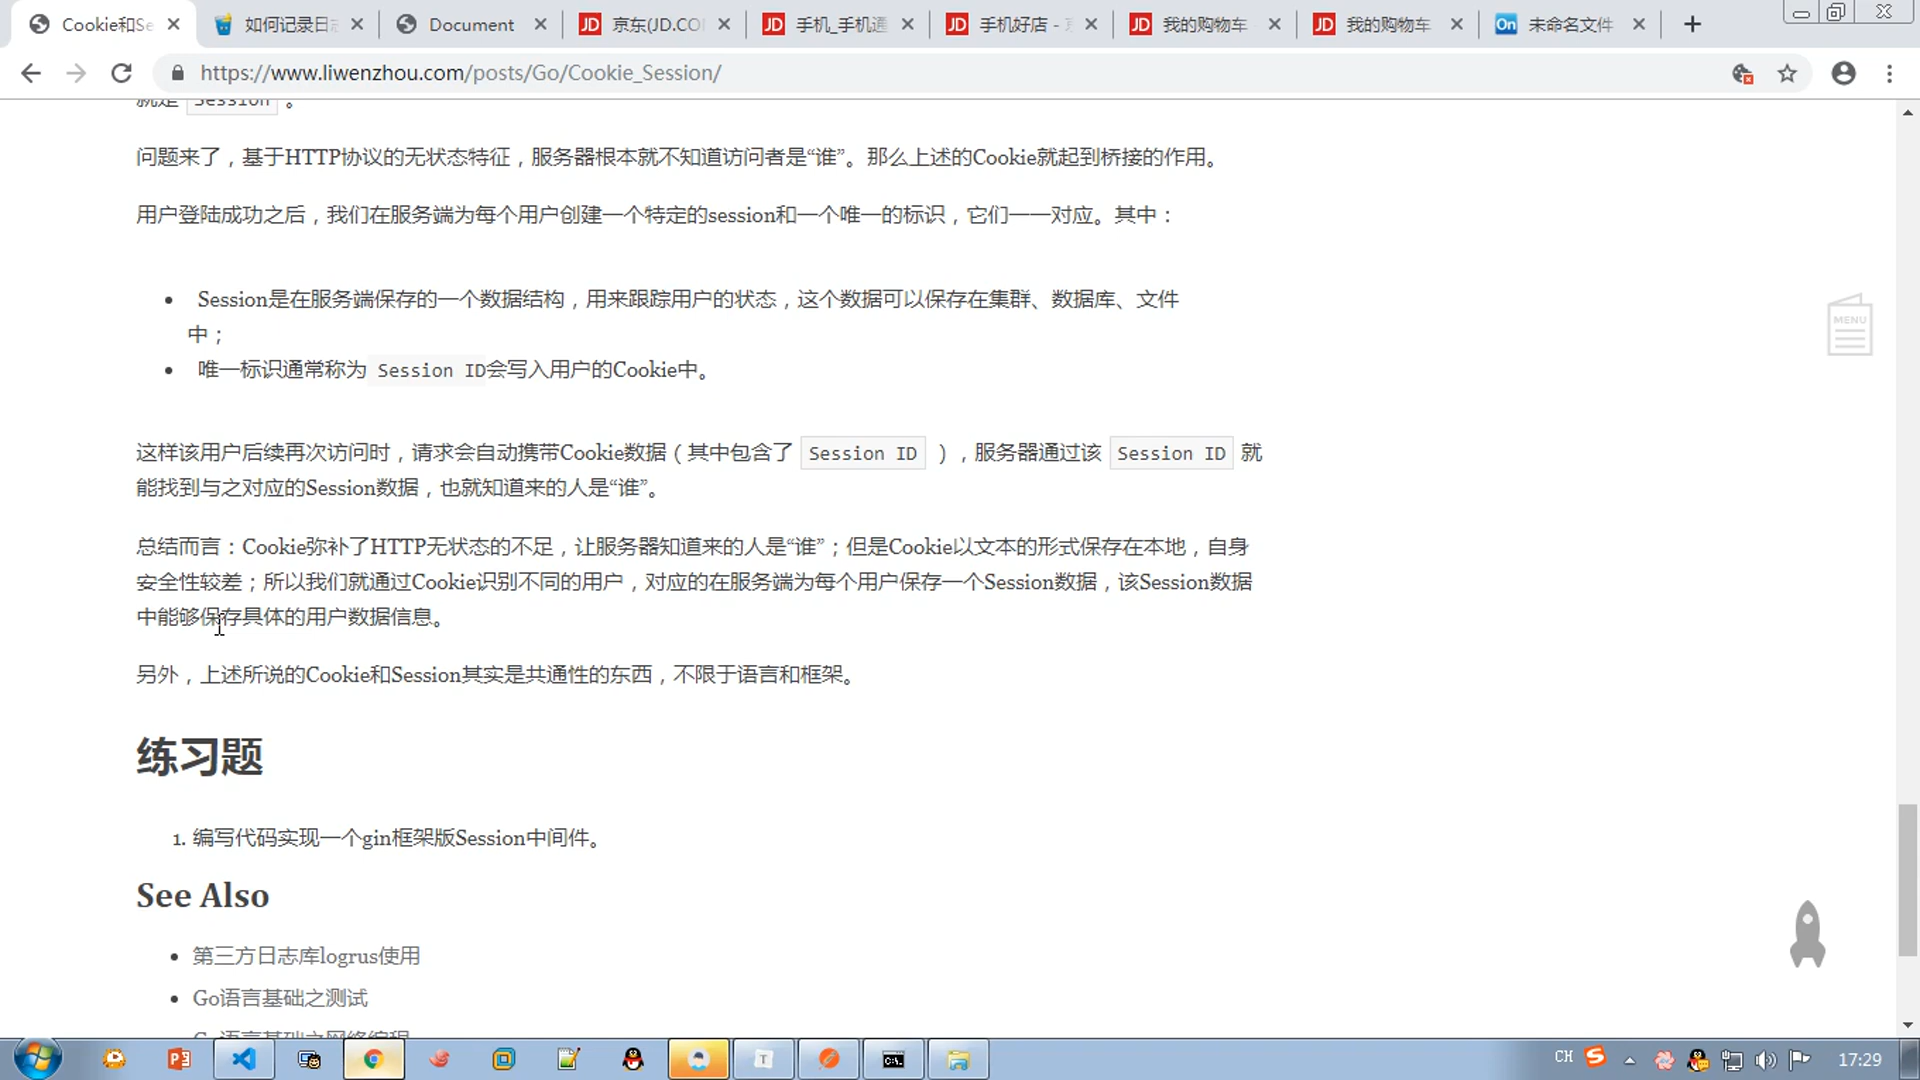 Cookie和Se
如何记录日志
Document
京东(JD.CO
手机_手机通
手机好店 -
我的购物车
我的购物车
On
未命名文件
https://www.liwenzhou.com/posts/Go/Cookie_Session/
就是 Session 。
问题来了，基于HTTP协议的无状态特征，服务器根本就不知道访问者是“谁”。那么上述的Cookie就起到桥接的作用。
用户登陆成功之后，我们在服务端为每个用户创建一个特定的session和一个唯一的标识，它们一一对应。其中：
MENU
• Session是在服务端保存的一个数据结构，用来跟踪用户的状态，这个数据可以保存在集群、数据库、文件
中；
• 唯一标识通常称为 Session ID会写入用户的Cookie中。
这样该用户后续再次访问时，请求会自动携带Cookie数据（其中包含了 Session ID ），服务器通过该 Session ID 就
能找到与之对应的Session数据，也就知道来的人是“谁”。
总结而言：Cookie弥补了HTTP无状态的不足，让服务器知道来的人是“谁”；但是Cookie以文本的形式保存在本地，自身
安全性较差；所以我们就通过Cookie识别不同的用户，对应的在服务端为每个用户保存一个Session数据，该Session数据
中能够保存具体的用户数据信息。
另外，上述所说的Cookie和Session其实是共通性的东西，不限于语言和框架。
练习题
1. 编写代码实现一个gin框架版Session中间件。
See Also
• 第三方日志库logrus使用
• Go语言基础之测试
Go语言基础之网络编程
CH
17:29